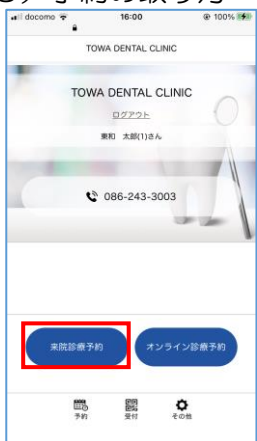 docomo 16:00 100%
TOWA DENTAL CLINIC
TOWA DENTAL CLINIC
ログアウト
東和 太郎(1)さん
086-243-3003
来院診療予約 オンライン診療予約
予約 受付 その他